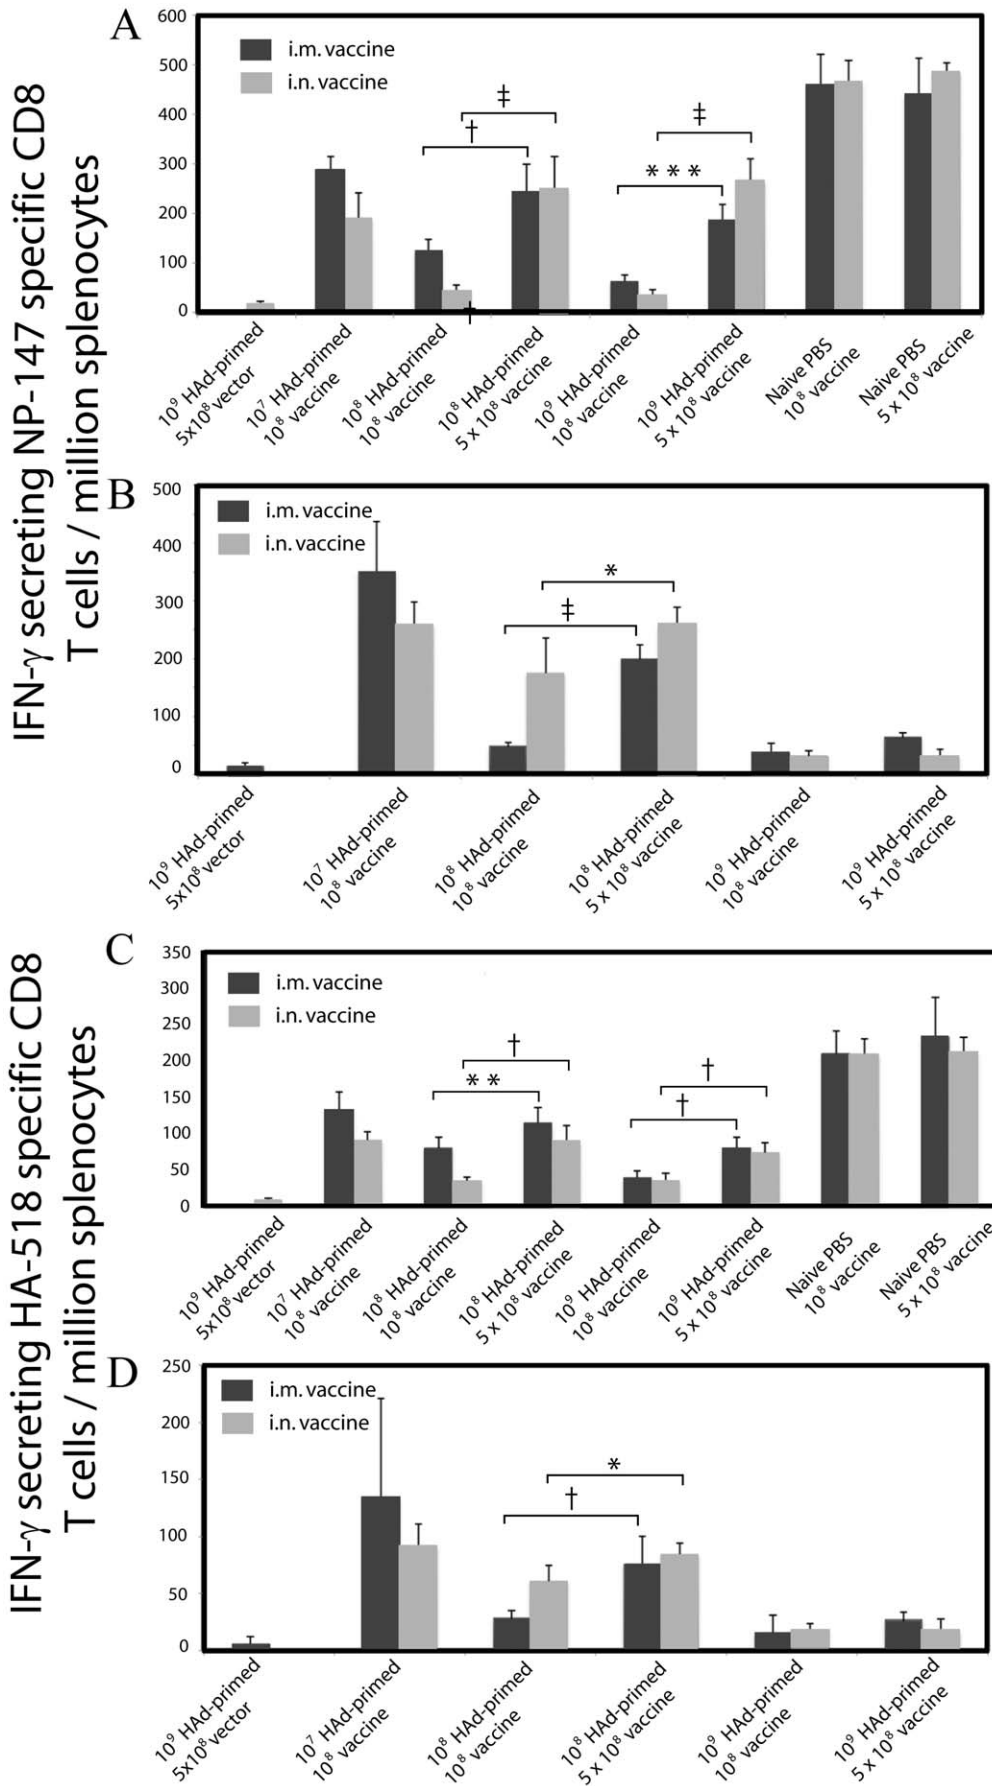 IFN-γ secreting NP-147 specific CD8
T cells / million splenocytes
A
600
500
400
300
200
100
0
i.m. vaccine
i.n. vaccine
‡
†
‡
* * *
†
10⁹ HAd-primed
5x10⁸ vector
10⁷ HAd-primed
10⁸ vaccine
10⁸ HAd-primed
10⁸ vaccine
10⁸ HAd-primed
5 x 10⁸ vaccine
10⁹ HAd-primed
10⁸ vaccine
10⁹ HAd-primed
5 x 10⁸ vaccine
Naive PBS
10⁸ vaccine
Naive PBS
5 x 10⁸ vaccine
B
500
400
300
200
100
0
i.m. vaccine
i.n. vaccine
*
‡
10⁹ HAd-primed
5x10⁸ vector
10⁷ HAd-primed
10⁸ vaccine
10⁸ HAd-primed
10⁸ vaccine
10⁸ HAd-primed
5 x 10⁸ vaccine
10⁹ HAd-primed
10⁸ vaccine
10⁹ HAd-primed
5 x 10⁸ vaccine
IFN-γ secreting HA-518 specific CD8
T cells / million splenocytes
C
350
300
250
200
150
100
50
0
i.m. vaccine
i.n. vaccine
†
* *
†
†
10⁹ HAd-primed
5x10⁸ vector
10⁷ HAd-primed
10⁸ vaccine
10⁸ HAd-primed
10⁸ vaccine
10⁸ HAd-primed
5 x 10⁸ vaccine
10⁹ HAd-primed
10⁸ vaccine
10⁹ HAd-primed
5 x 10⁸ vaccine
Naive PBS
10⁸ vaccine
Naive PBS
5 x 10⁸ vaccine
D
250
200
150
100
50
0
i.m. vaccine
i.n. vaccine
*
†
10⁹ HAd-primed
5x10⁸ vector
10⁷ HAd-primed
10⁸ vaccine
10⁸ HAd-primed
10⁸ vaccine
10⁸ HAd-primed
5 x 10⁸ vaccine
10⁹ HAd-primed
10⁸ vaccine
10⁹ HAd-primed
5 x 10⁸ vaccine